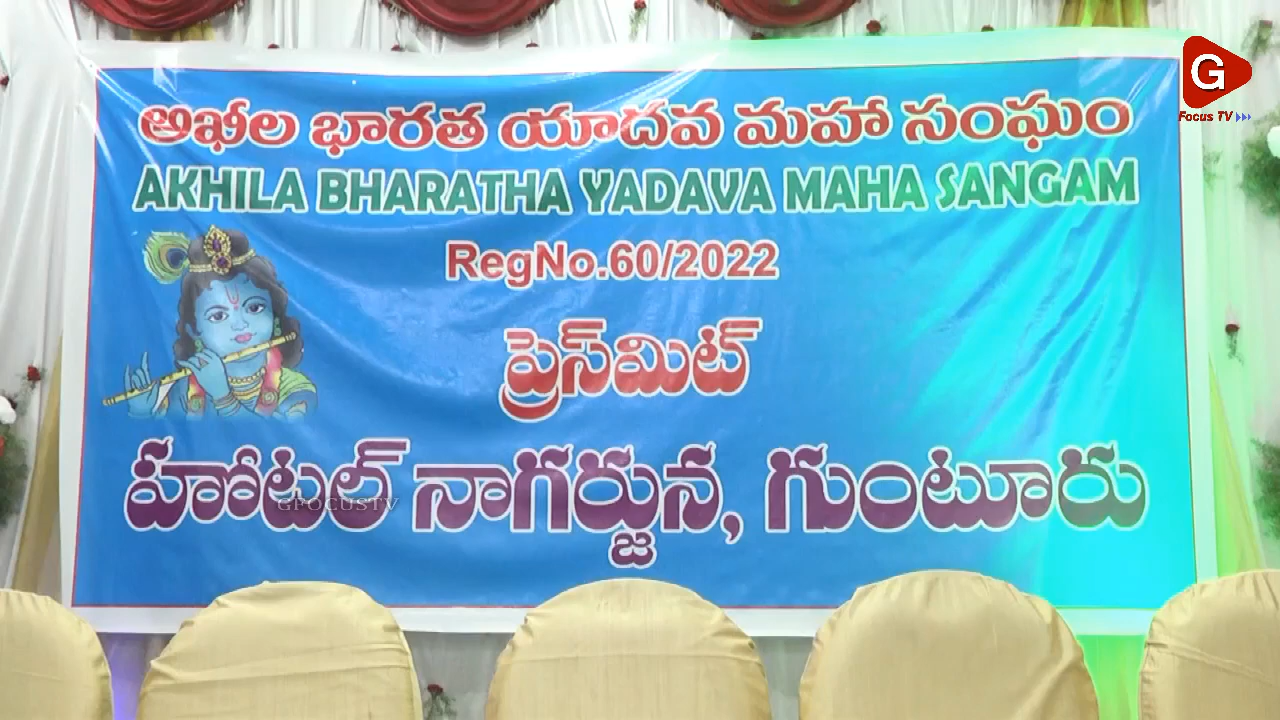 అఖిల భారత యాదవ మహా సంఘం
AKHILA BHARATHA YADAVA MAHA SANGAM
RegNo.60/2022
ప్రెస్‌మిట్
హోటల్ నాగర్జున, గుంటూరు
GFOCUSTV
G
Focus TV